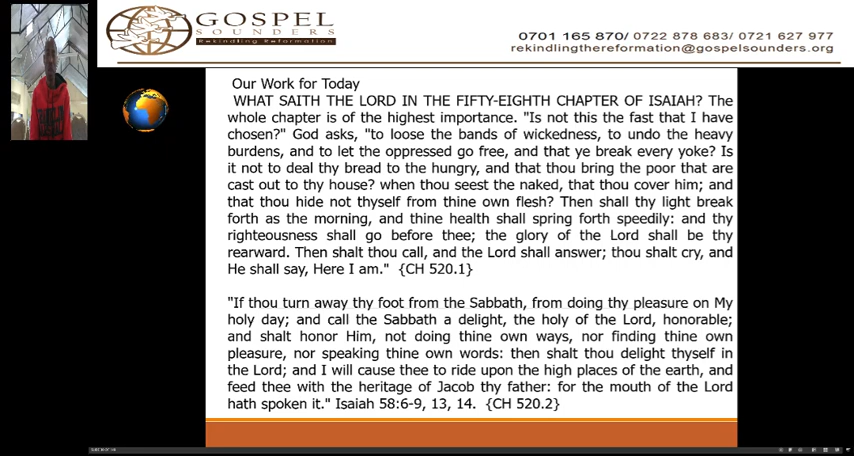 GOSPEL
SOUNDERS
Rekindling Reformation
0701 165 870/ 0722 878 683/ 0721 627 977
rekindlingthereformation@gospelsounders.org
Our Work for Today
WHAT SAITH THE LORD IN THE FIFTY-EIGHTH CHAPTER OF ISAIAH? The
whole chapter is of the highest importance. "Is not this the fast that I have
chosen?" God asks, "to loose the bands of wickedness, to undo the heavy
burdens, and to let the oppressed go free, and that ye break every yoke? Is
it not to deal thy bread to the hungry, and that thou bring the poor that are
cast out to thy house? when thou seest the naked, that thou cover him; and
that thou hide not thyself from thine own flesh? Then shall thy light break
forth as the morning, and thine health shall spring forth speedily: and thy
righteousness shall go before thee; the glory of the Lord shall be thy
rearward. Then shalt thou call, and the Lord shall answer; thou shalt cry, and
He shall say, Here I am." {CH 520.1}
"If thou turn away thy foot from the Sabbath, from doing thy pleasure on My
holy day; and call the Sabbath a delight, the holy of the Lord, honorable;
and shalt honor Him, not doing thine own ways, nor finding thine own
pleasure, nor speaking thine own words: then shalt thou delight thyself in
the Lord; and I will cause thee to ride upon the high places of the earth, and
feed thee with the heritage of Jacob thy father: for the mouth of the Lord
hath spoken it." Isaiah 58:6-9, 13, 14. {CH 520.2}